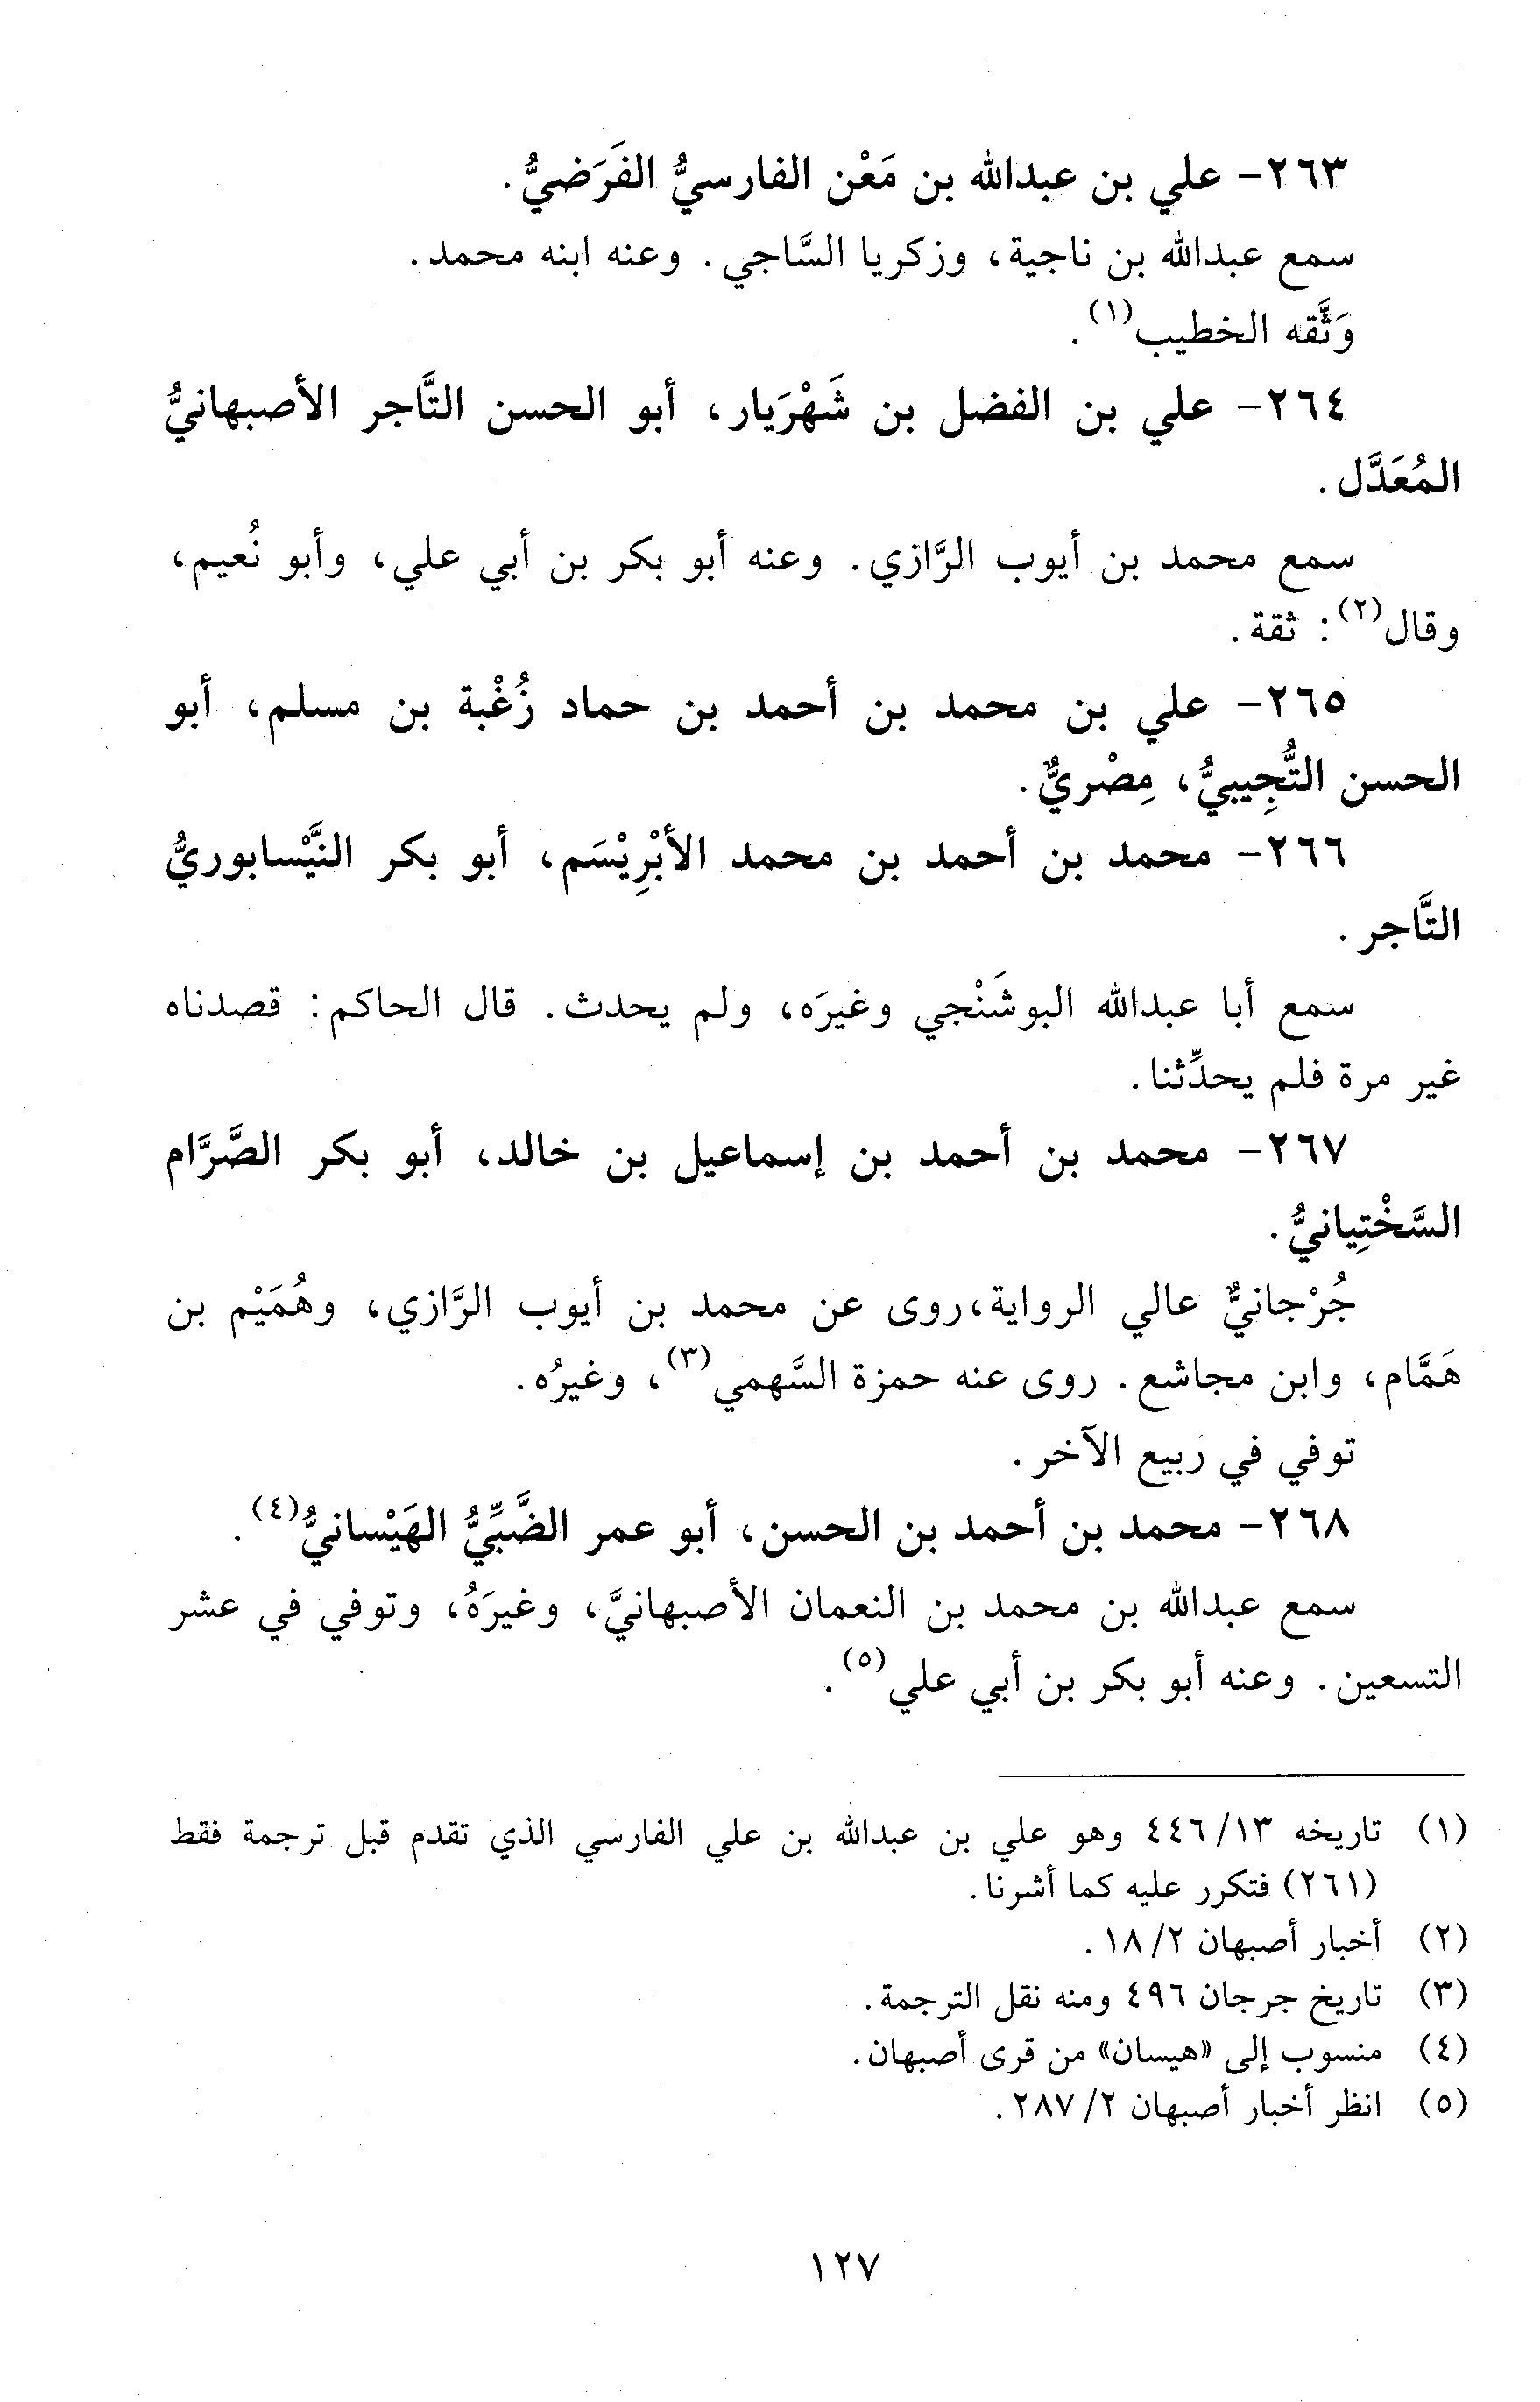 ٢٦٣- علي بن عبدالله بن مَعْن الفارسيُّ الفَرَضيُّ.
سمع عبدالله بن ناجية، وزكريا السَّاجي. وعنه ابنه محمد.
وَثَّقه الخطيب(١).
٢٦٤- علي بن الفضل بن شَهْرَيار، أبو الحسن التَّاجر الأصبهانيُّ
المُعَدَّل.
سمع محمد بن أيوب الرَّازي. وعنه أبو بكر بن أبي علي، وأبو نُعيم،
وقال(٢): ثقة.
٢٦٥- علي بن محمد بن أحمد بن حماد زُغْبة بن مسلم، أبو
الحسن التُّجِيبيُّ، مِصْريٌّ.
٢٦٦- محمد بن أحمد بن محمد الأبْرِيْسَم، أبو بكر النَّيْسابوريُّ
التَّاجر.
سمع أبا عبدالله البوشَنْجي وغيرَه، ولم يحدث. قال الحاكم: قصدناه
غير مرة فلم يحدِّثنا.
٢٦٧- محمد بن أحمد بن إسماعيل بن خالد، أبو بكر الصَّرَّام
السَّخْتِيانيُّ.
جُرْجانيٌّ عالي الرواية،روى عن محمد بن أيوب الرَّازي، وهُمَيْم بن
هَمَّام، وابن مجاشع. روى عنه حمزة السَّهمي(٣)، وغيرُه.
توفي في ربيع الآخر.
٢٦٨- محمد بن أحمد بن الحسن، أبو عمر الضَّبِّيُّ الهَيْسانيُّ(٤).
سمع عبدالله بن محمد بن النعمان الأصبهانيَّ، وغيرَهُ، وتوفي في عشر
التسعين. وعنه أبو بكر بن أبي علي(٥).
(١) تاريخه ١٣/ ٤٤٦ وهو علي بن عبدالله بن علي الفارسي الذي تقدم قبل ترجمة فقط
(٢٦١) فتكرر عليه كما أشرنا.
(٢) أخبار أصبهان ٢/ ١٨.
(٣) تاريخ جرجان ٤٩٦ ومنه نقل الترجمة.
(٤) منسوب إلى «هيسان» من قرى أصبهان.
(٥) انظر أخبار أصبهان ٢/ ٢٨٧.
١٢٧